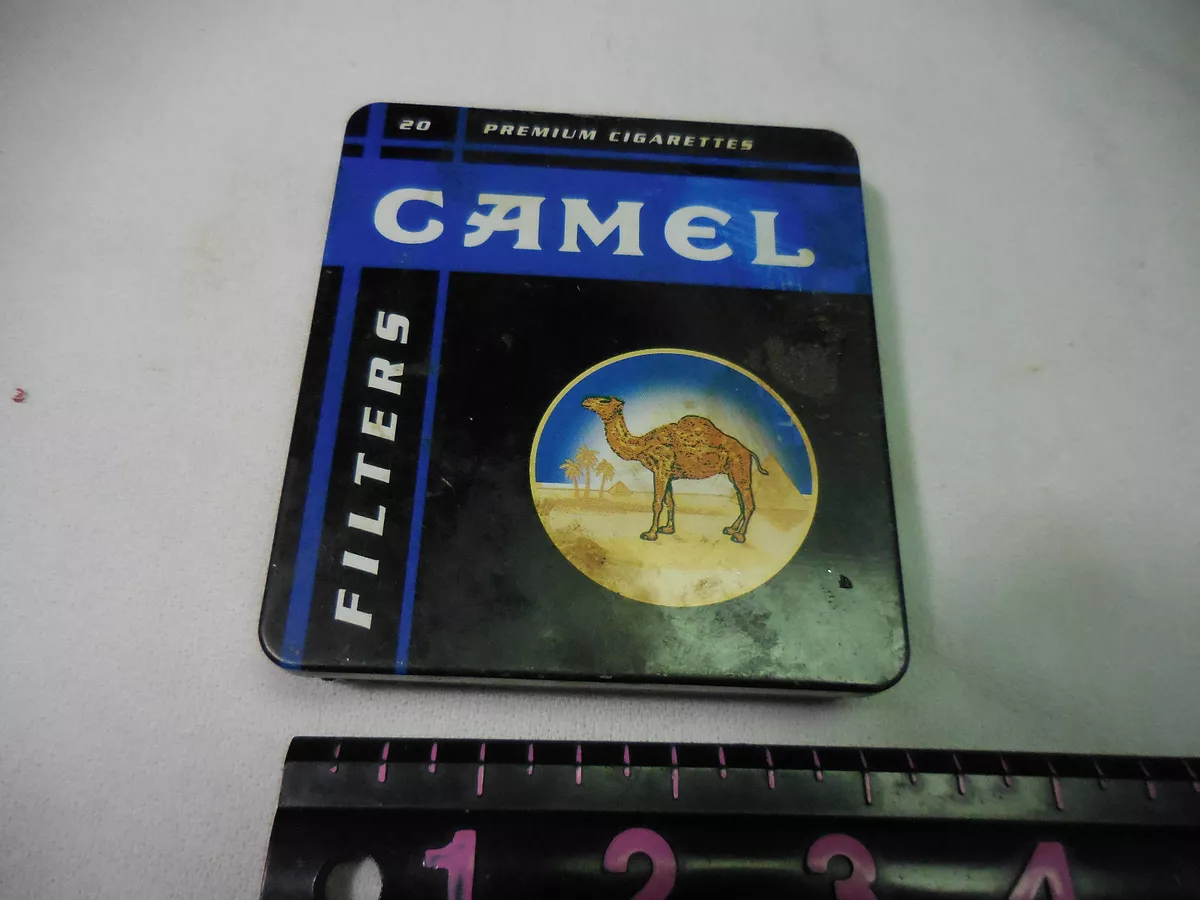 20 PREMIUM CIGARETTES
CAMEL
FILTERS
1 2 3 4